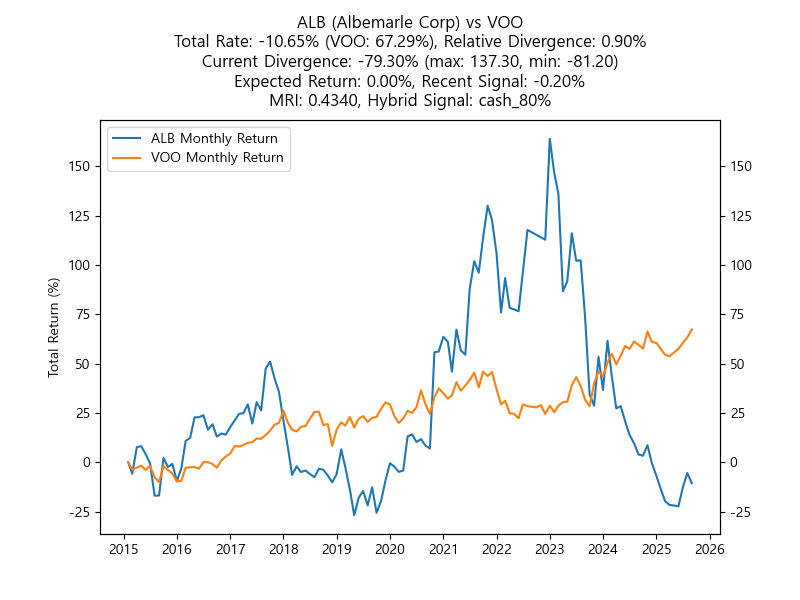 ALB (Albemarle Corp) vs VOO
Total Rate: -10.65% (VOO: 67.29%), Relative Divergence: 0.90%
Current Divergence: -79.30% (max: 137.30, min: -81.20)
Expected Return: 0.00%, Recent Signal: -0.20%
MRI: 0.4340, Hybrid Signal: cash_80%
ALB Monthly Return
VOO Monthly Return
Total Return (%)
150
125
100
75
50
25
0
-25
150
125
100
75
50
25
0
-25
2015 2016 2017 2018 2019 2020 2021 2022 2023 2024 2025 2026